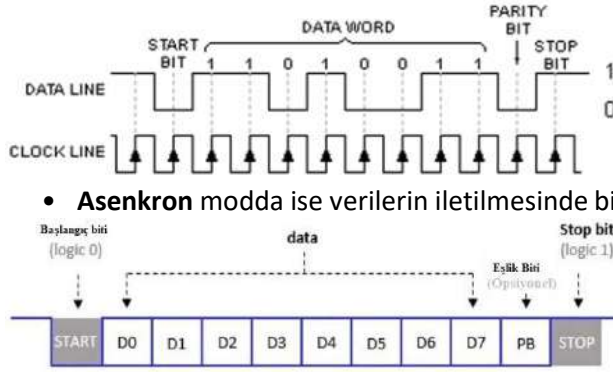 PARITY
DATA WORD BIT
START STOP
BIT 1 1 0 1 0 0 1 1 BIT
DATA LINE 1
0
CLOCK LINE
• Asenkron modda ise verilerin iletilmesinde bi
Başlangıç biti data Stop bit
(logic 0) (logic 1)
Eşlik Biti
(Opsiyonel)
START D0 D1 D2 D3 D4 D5 D6 D7 PB STOP